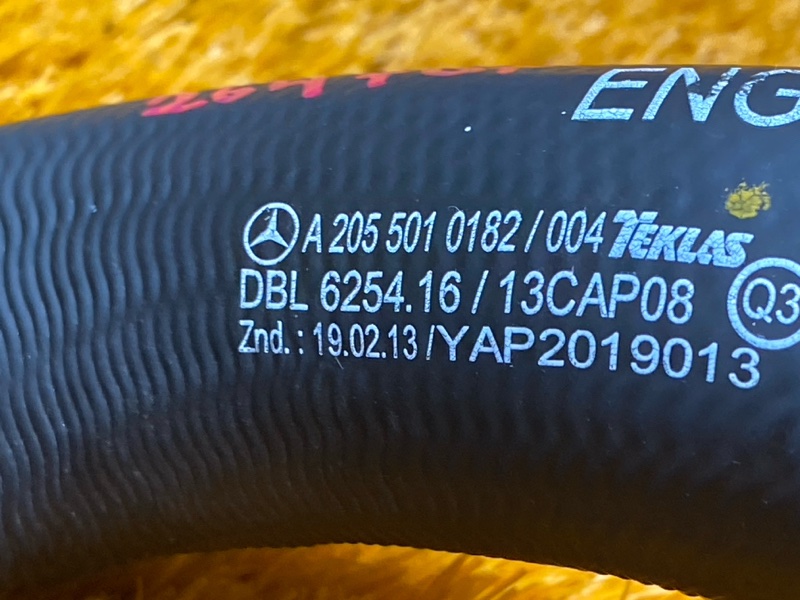 ENG
A 205 501 0182 / 004 TEKLAS
DBL 6254.16 / 13CAP08 Q3
Znd. : 19.02.13 /YAP2019013